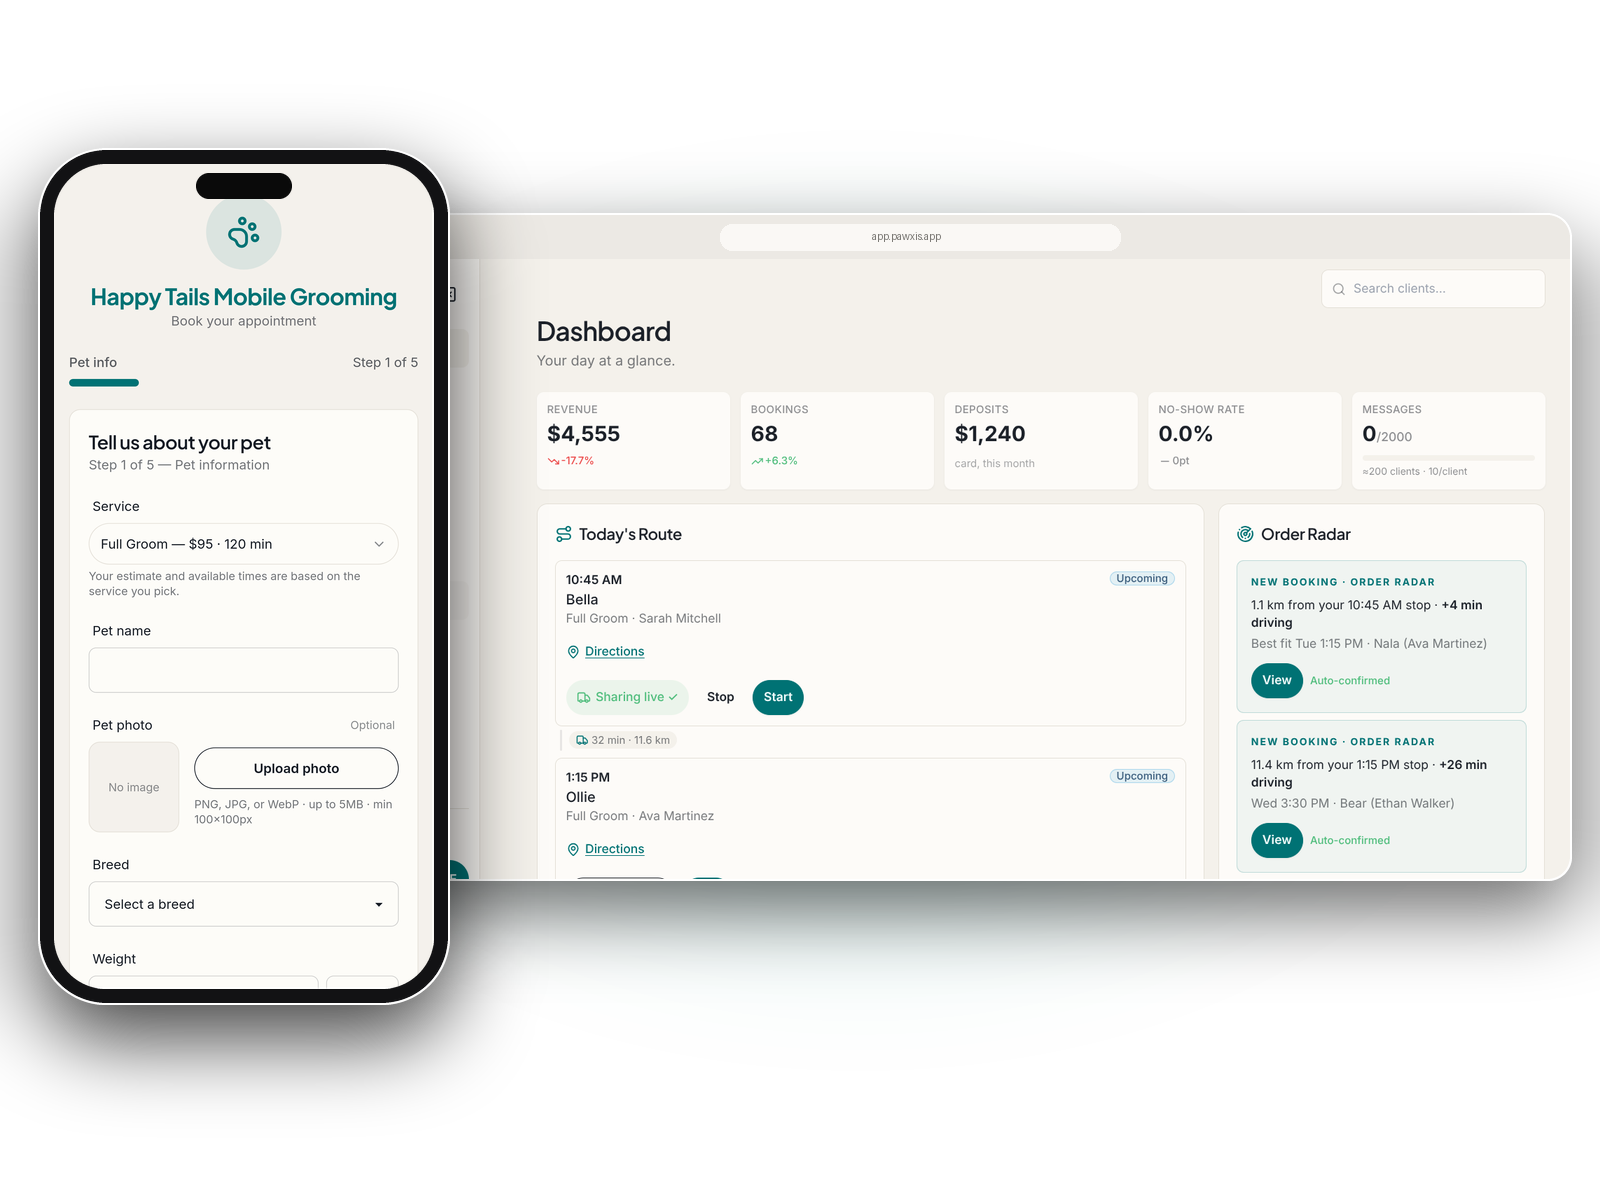 Happy Tails Mobile Grooming
Book your appointment
Pet info
Step 1 of 5
Tell us about your pet
Step 1 of 5 — Pet information
Service
Full Groom — $95 · 120 min
Your estimate and available times are based on the
service you pick.
Pet name
Pet photo
Optional
No image
Upload photo
PNG, JPG, or WebP · up to 5MB · min
100×100px
Breed
Select a breed
Weight
app.pawxis.app
Search clients...
Dashboard
Your day at a glance.
REVENUE
$4,555
-17.7%
BOOKINGS
68
+6.3%
DEPOSITS
$1,240
card, this month
NO-SHOW RATE
0.0%
— 0pt
MESSAGES
0/2000
≈200 clients · 10/client
Today's Route
10:45 AM
Upcoming
Bella
Full Groom · Sarah Mitchell
Directions
Sharing live ✓
Stop
Start
32 min · 11.6 km
1:15 PM
Upcoming
Ollie
Full Groom · Ava Martinez
Directions
Order Radar
NEW BOOKING · ORDER RADAR
1.1 km from your 10:45 AM stop · +4 min
driving
Best fit Tue 1:15 PM · Nala (Ava Martinez)
View
Auto-confirmed
NEW BOOKING · ORDER RADAR
11.4 km from your 1:15 PM stop · +26 min
driving
Wed 3:30 PM · Bear (Ethan Walker)
View
Auto-confirmed